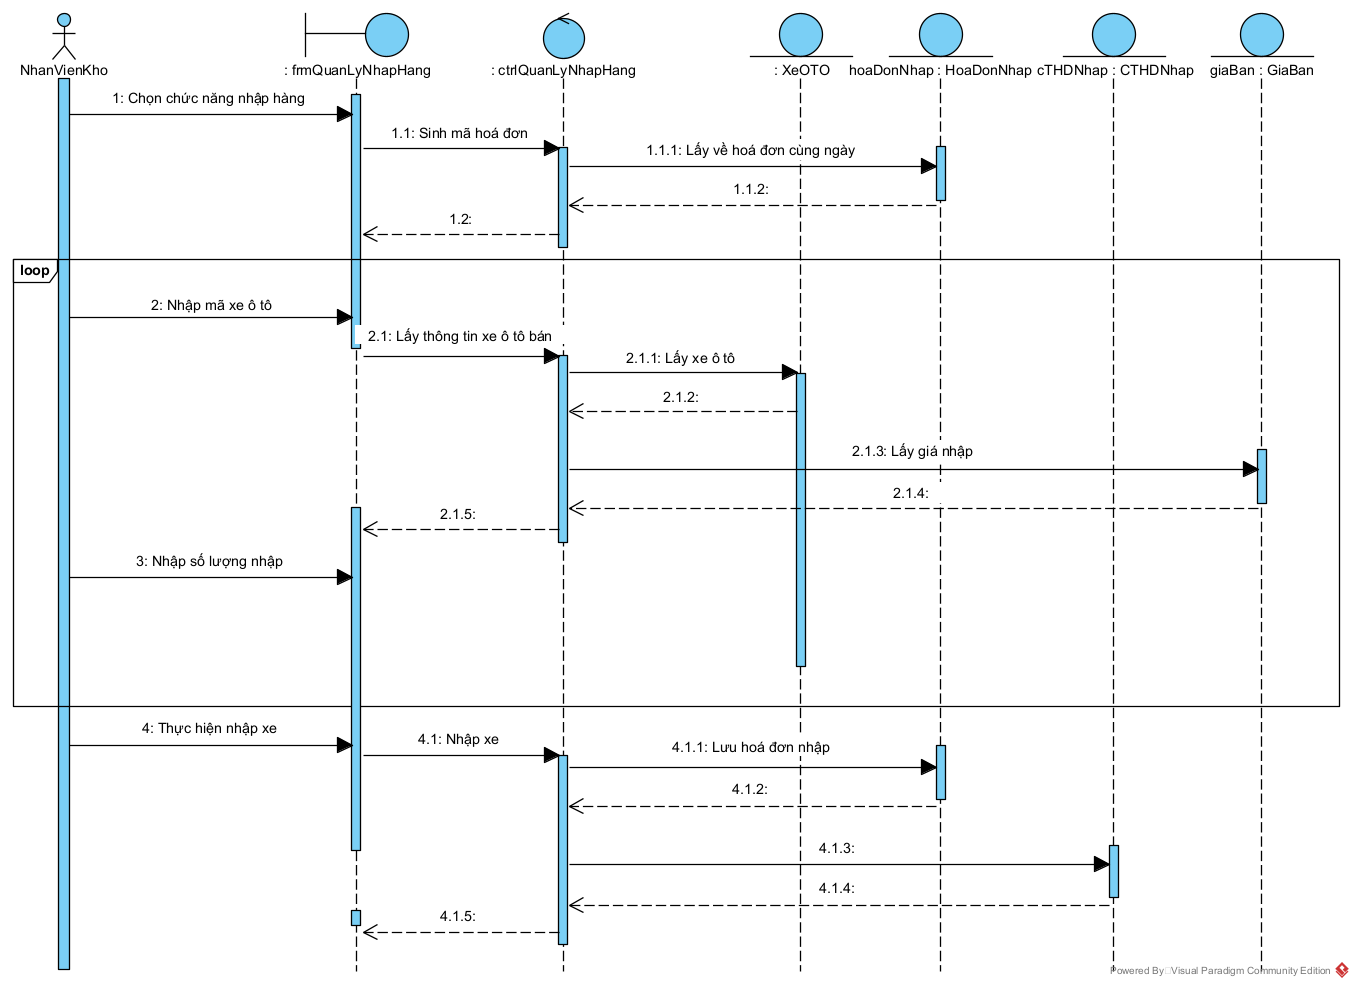 NhanVienKho
: frmQuanLyNhapHang
: ctrlQuanLyNhapHang
: XeOTO
hoaDonNhap : HoaDonNhap
cTHDNhap : CTHDNhap
giaBan : GiaBan
1: Chọn chức năng nhập hàng
1.1: Sinh mã hoá đơn
1.1.1: Lấy về hoá đơn cùng ngày
1.1.2:
1.2:
loop
2: Nhập mã xe ô tô
2.1: Lấy thông tin xe ô tô bán
2.1.1: Lấy xe ô tô
2.1.2:
2.1.3: Lấy giá nhập
2.1.4:
2.1.5:
3: Nhập số lượng nhập
4: Thực hiện nhập xe
4.1: Nhập xe
4.1.1: Lưu hoá đơn nhập
4.1.2:
4.1.3:
4.1.4:
4.1.5:
Powered By Visual Paradigm Community Edition